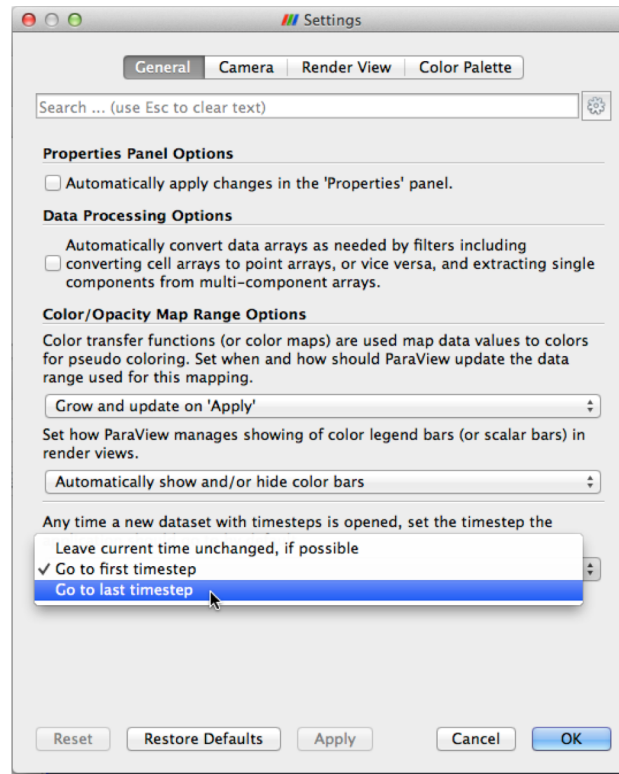 Settings
General Camera Render View Color Palette
Search ... (use Esc to clear text)
Properties Panel Options
Automatically apply changes in the 'Properties' panel.
Data Processing Options
Automatically convert data arrays as needed by filters including
converting cell arrays to point arrays, or vice versa, and extracting single
components from multi-component arrays.
Color/Opacity Map Range Options
Color transfer functions (or color maps) are used map data values to colors
for pseudo coloring. Set when and how should ParaView update the data
range used for this mapping.
Grow and update on 'Apply'
Set how ParaView manages showing of color legend bars (or scalar bars) in
render views.
Automatically show and/or hide color bars
Any time a new dataset with timesteps is opened, set the timestep the
Leave current time unchanged, if possible
Go to first timestep
Go to last timestep
Reset Restore Defaults Apply Cancel OK